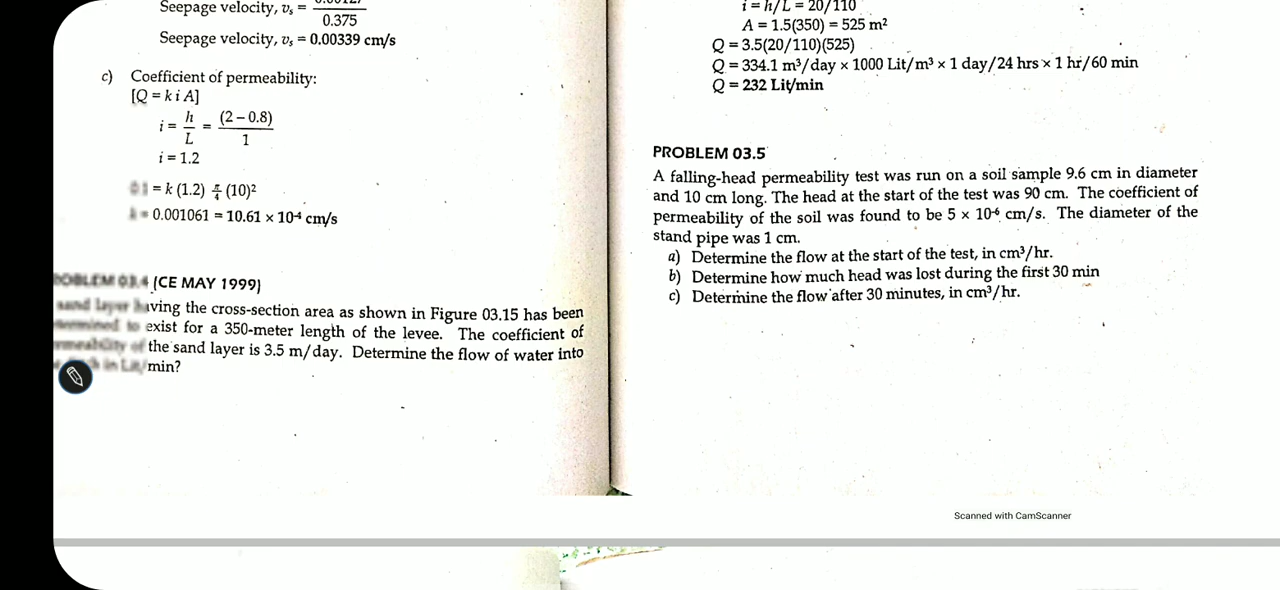 Seepage velocity, vₛ = 
0.375
Seepage velocity, vₛ = 0.00339 cm/s
c) Coefficient of permeability:
[Q = k i A]
i = h/L = (2 – 0.8)/1
i = 1.2
= k (1.2) π/4 (10)²
= 0.001061 = 10.61 × 10⁻⁴ cm/s
(CE MAY 1999)
having the cross-section area as shown in Figure 03.15 has been
to exist for a 350-meter length of the levee. The coefficient of
of the sand layer is 3.5 m/day. Determine the flow of water into
min?
i = h/L = 20/110
A = 1.5(350) = 525 m²
Q = 3.5(20/110)(525)
Q = 334.1 m³/day × 1000 Lit/m³ × 1 day/24 hrs × 1 hr/60 min
Q = 232 Lit/min
PROBLEM 03.5
A falling-head permeability test was run on a soil sample 9.6 cm in diameter
and 10 cm long. The head at the start of the test was 90 cm. The coefficient of
permeability of the soil was found to be 5 × 10⁻⁶ cm/s. The diameter of the
stand pipe was 1 cm.
a) Determine the flow at the start of the test, in cm³/hr.
b) Determine how much head was lost during the first 30 min
c) Determine the flow after 30 minutes, in cm³/hr.
Scanned with CamScanner